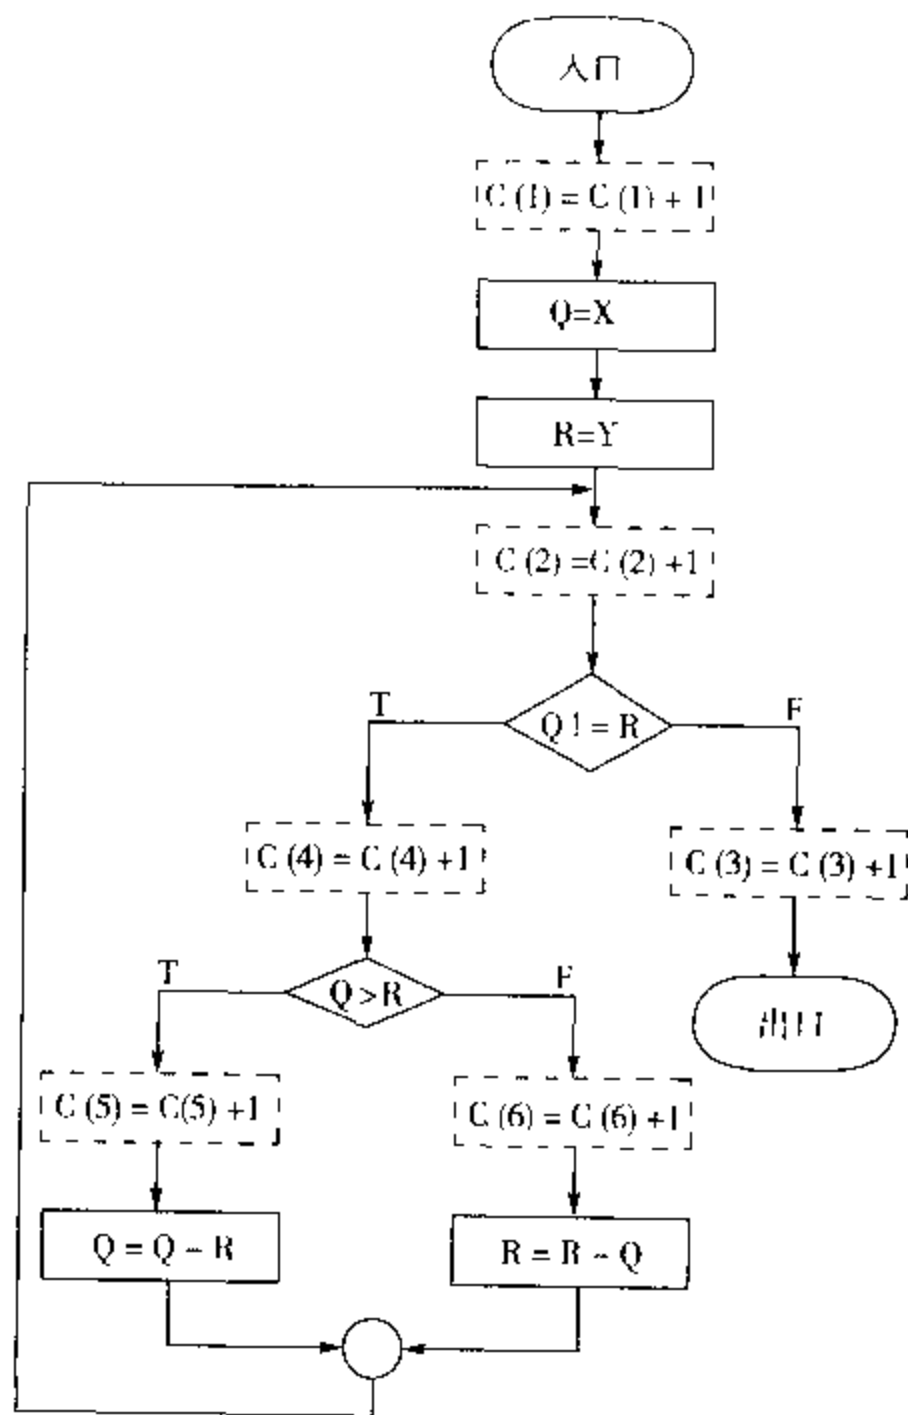 入口
C (1) = C (1) + 1
Q=X
R=Y
C (2) =C (2) +1
Q ! = R
T
F
C (4) = C (4) +1
C (3) = C (3) +1
Q >R
T
F
出口
C (5) = C(5) +1
C (6) = C (6) +1
Q = Q - R
R = R - Q